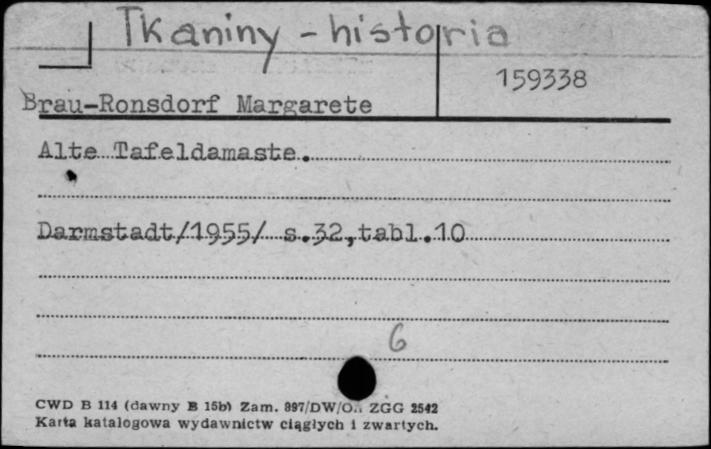 Tkaniny - historia
159338
Brau-Ronsdorf Margarete
Alte Tafeldamaste.
Darmstadt/1955/ s.32,tabl.10
6
CWD B 114 (dawny B 15b) Zam. 897/DW/O. ZGG 2542
Karta katalogowa wydawnictw ciągłych i zwartych.